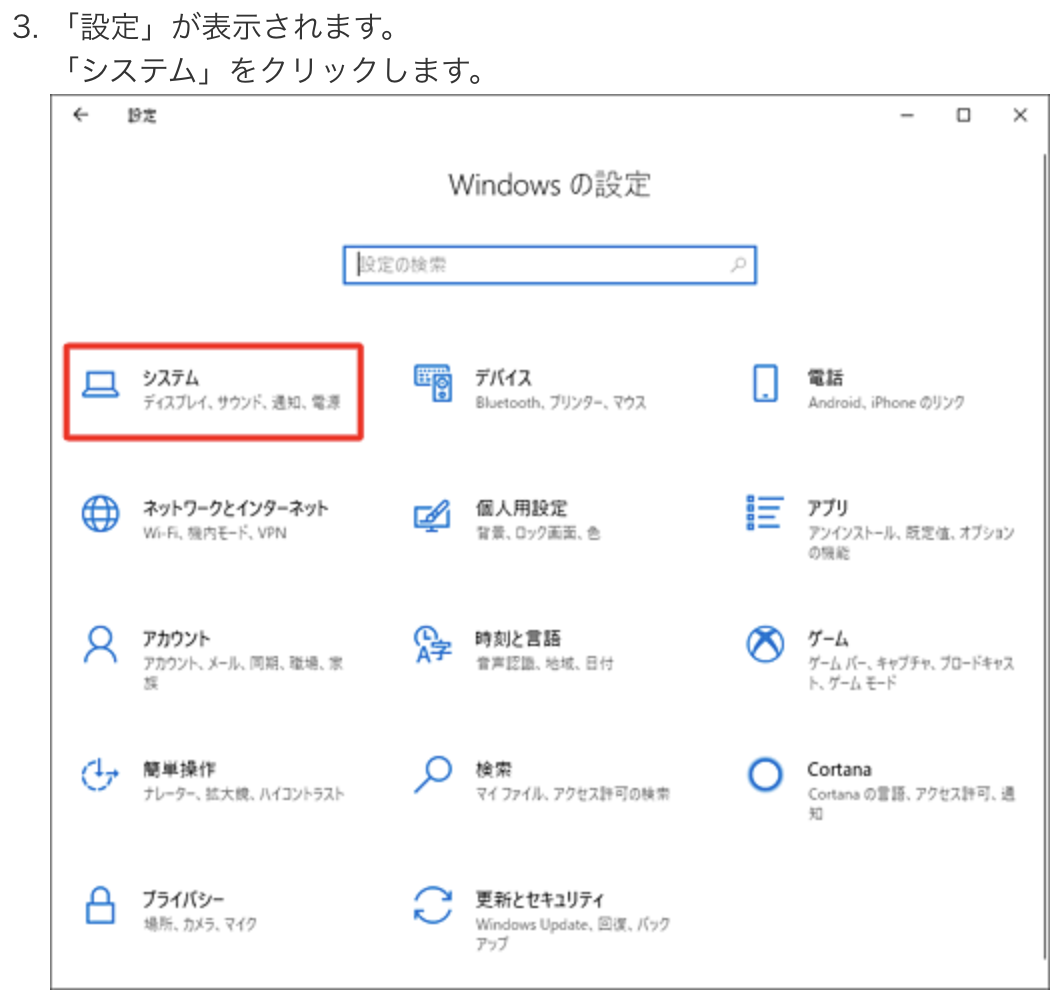 3. 「設定」が表示されます。
「システム」をクリックします。
設定
Windows の設定
設定の検索
システム
ディスプレイ、サウンド、通知、電源
デバイス
Bluetooth、プリンター、マウス
電話
Android、iPhone のリンク
ネットワークとインターネット
Wi-Fi、機内モード、VPN
個人用設定
背景、ロック画面、色
アプリ
アンインストール、既定値、オプション
の機能
アカウント
アカウント、メール、同期、職場、家
族
時刻と言語
音声認識、地域、日付
ゲーム
ゲーム バー、キャプチャ、ブロードキャス
ト、ゲーム モード
簡単操作
ナレーター、拡大鏡、ハイコントラスト
検索
マイ ファイル、アクセス許可の検索
Cortana
Cortana の言語、アクセス許可、通
知
プライバシー
場所、カメラ、マイク
更新とセキュリティ
Windows Update、回復、バック
アップ